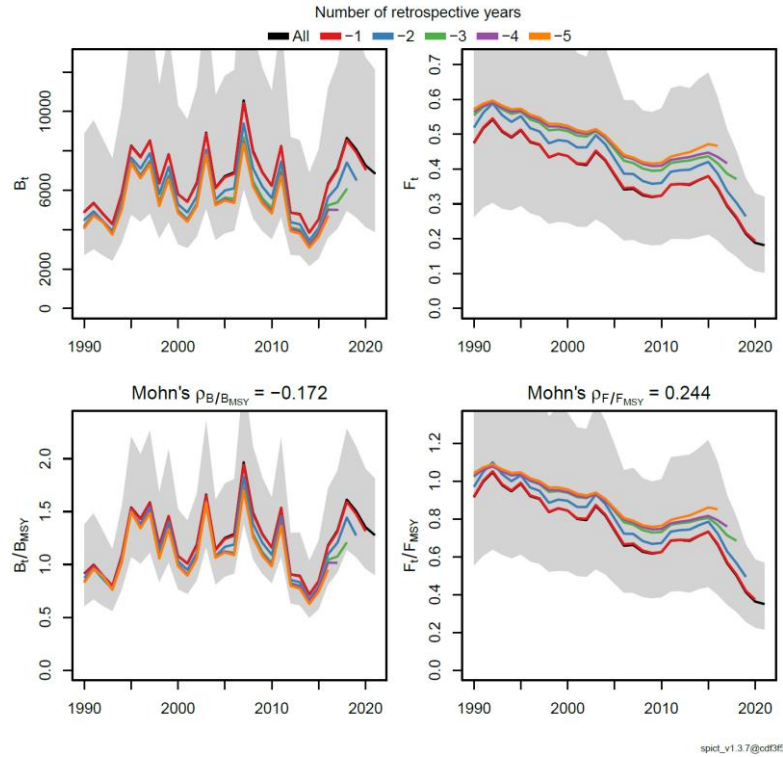 Number of retrospective years
All −1 −2 −3 −4 −5
Bt
0 2000 6000 10000
1990 2000 2010 2020
Ft
0.0 0.1 0.2 0.3 0.4 0.5 0.6 0.7
1990 2000 2010 2020
Mohn's ρB/BMSY = −0.172
Bt/BMSY
0.0 0.5 1.0 1.5 2.0
1990 2000 2010 2020
Mohn's ρF/FMSY = 0.244
Ft/FMSY
0.0 0.2 0.4 0.6 0.8 1.0 1.2
1990 2000 2010 2020